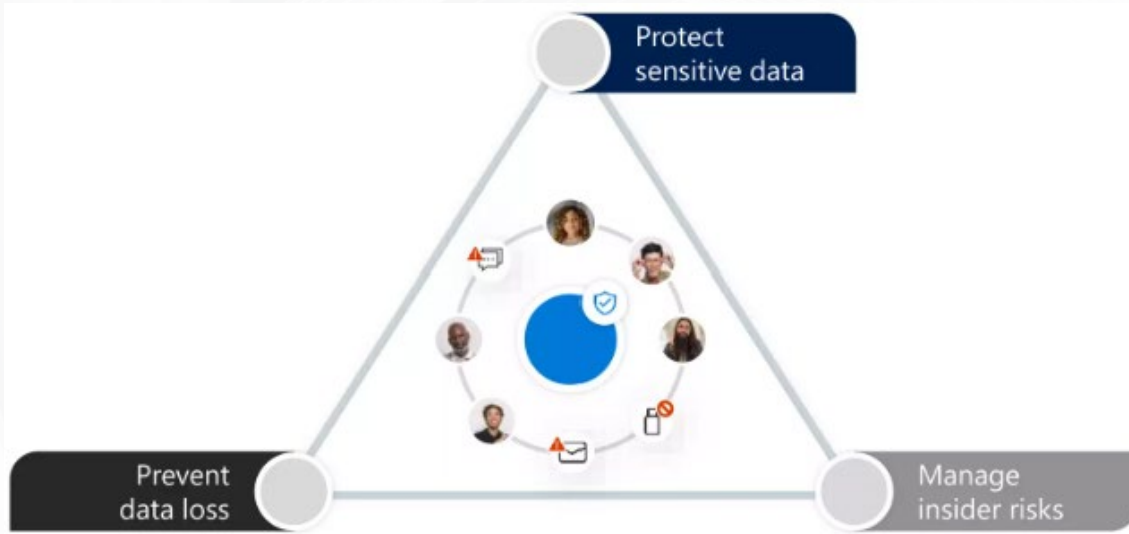 Protect
sensitive data
Prevent
data loss
Manage
insider risks